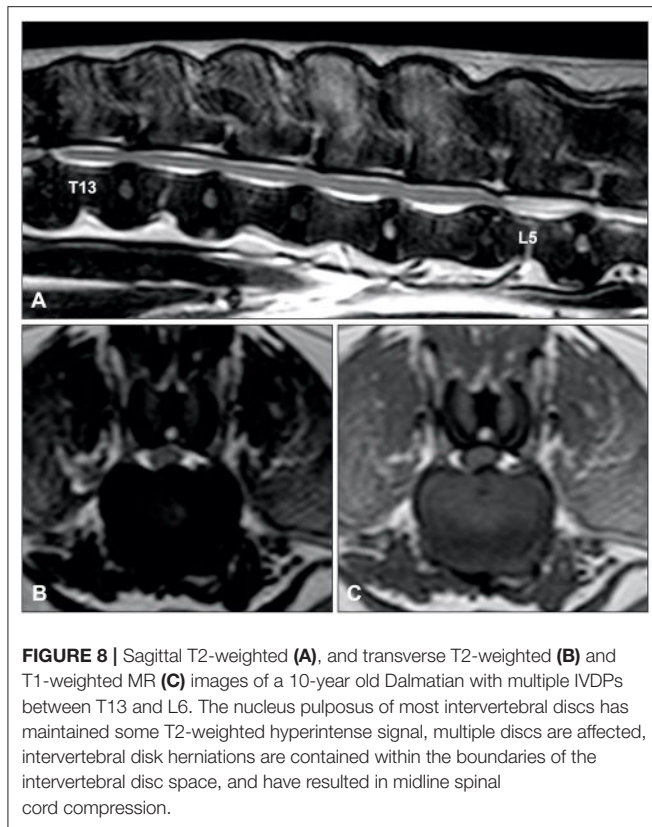 T13
L5
A
B
C
FIGURE 8 | Sagittal T2-weighted (A), and transverse T2-weighted (B) and
T1-weighted MR (C) images of a 10-year old Dalmatian with multiple IVDPs
between T13 and L6. The nucleus pulposus of most intervertebral discs has
maintained some T2-weighted hyperintense signal, multiple discs are affected,
intervertebral disk herniations are contained within the boundaries of the
intervertebral disc space, and have resulted in midline spinal
cord compression.